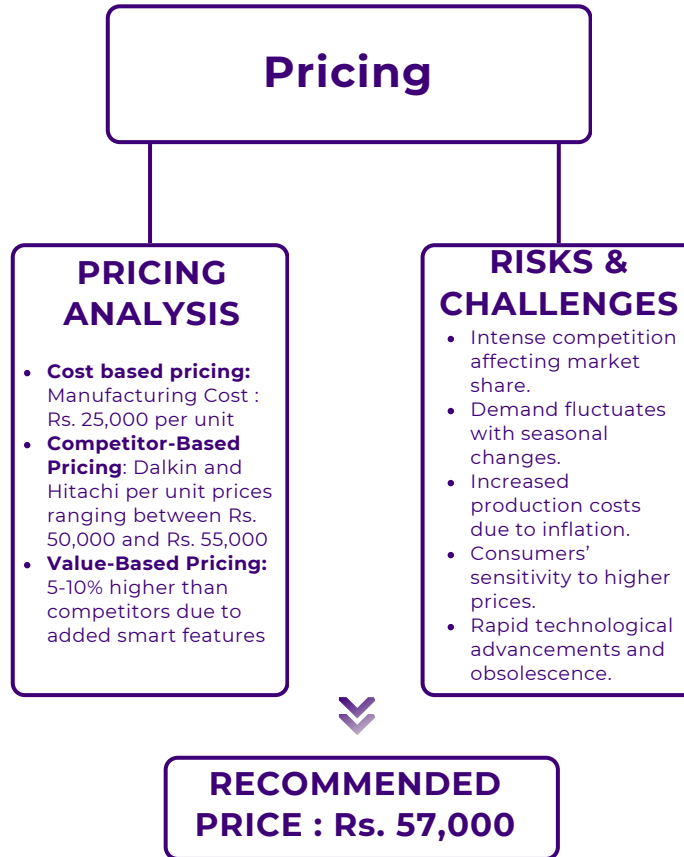 Pricing
PRICING
ANALYSIS
• Cost based pricing:
Manufacturing Cost :
Rs. 25,000 per unit
• Competitor-Based
Pricing: Dalkin and
Hitachi per unit prices
ranging between Rs.
50,000 and Rs. 55,000
• Value-Based Pricing:
5-10% higher than
competitors due to
added smart features
RISKS &
CHALLENGES
• Intense competition
affecting market
share.
• Demand fluctuates
with seasonal
changes.
• Increased
production costs
due to inflation.
• Consumers’
sensitivity to higher
prices.
• Rapid technological
advancements and
obsolescence.
RECOMMENDED
PRICE : Rs. 57,000